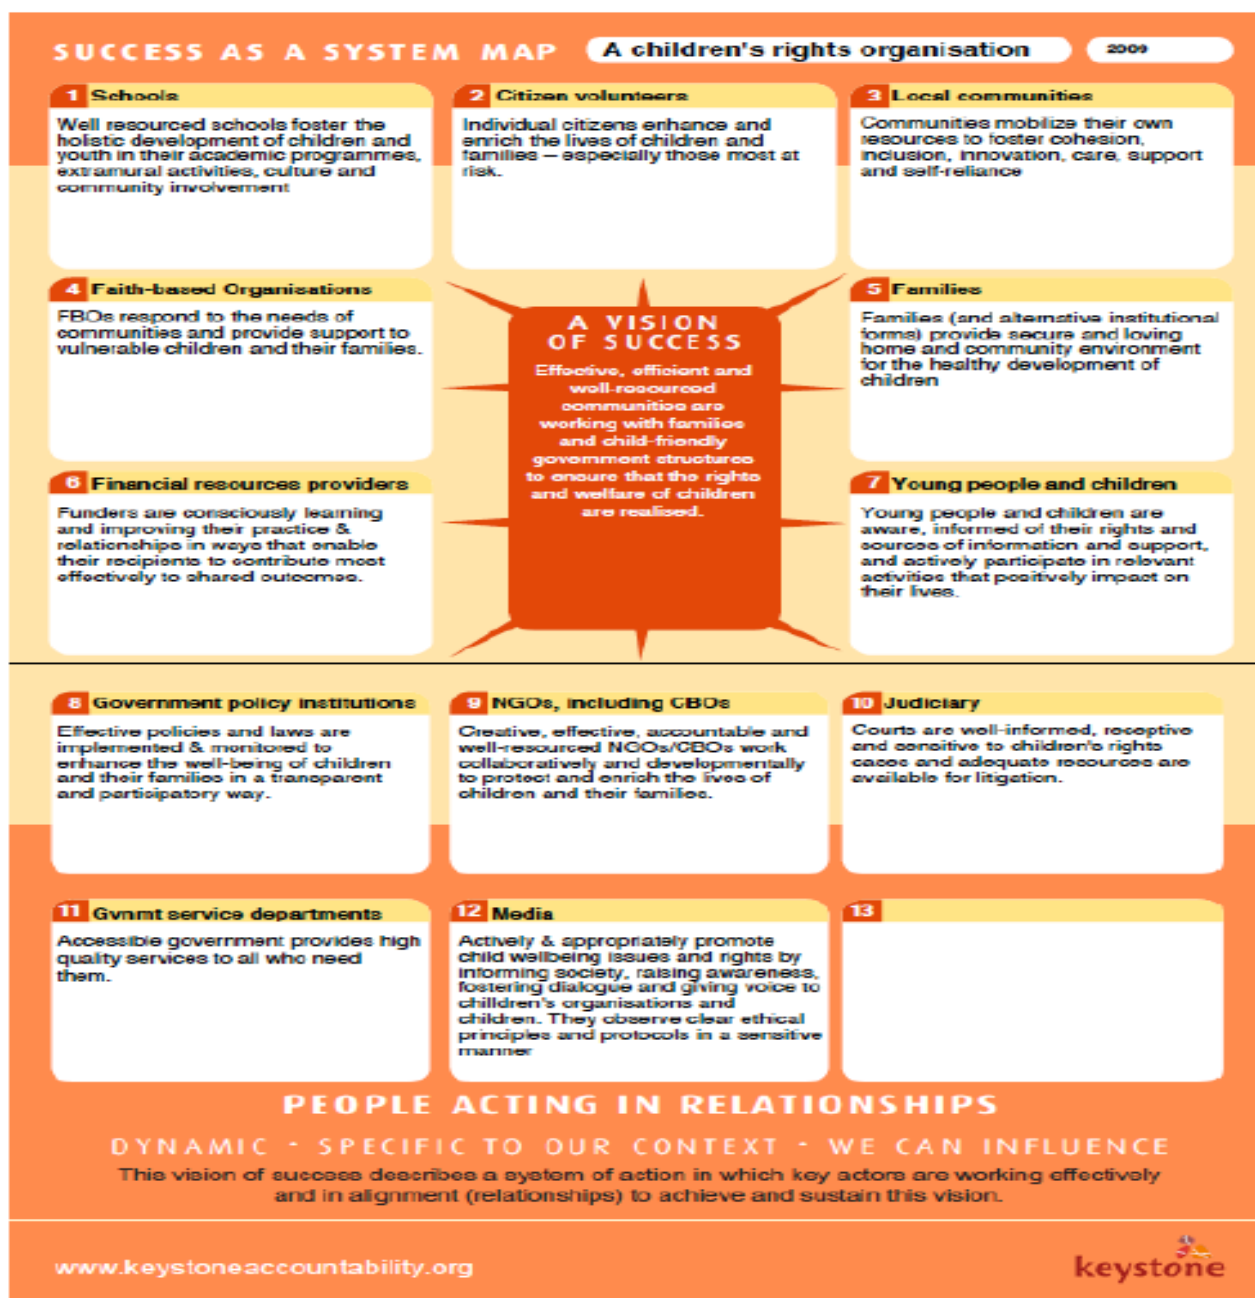 SUCCESS AS A SYSTEM MAP
A children's rights organisation
2009
1 Schools
Well resourced schools foster the
holistic development of children and
youth in their academic programmes,
extramural activities, culture and
community involvement
2 Citizen volunteers
Individual citizens enhance and
enrich the lives of children and
families – especially those most at
risk.
3 Local communities
Communities mobilize their own
resources to foster cohesion,
inclusion, innovation, care, support
and self-reliance
4 Faith-based Organisations
FBOs respond to the needs of
communities and provide support to
vulnerable children and their families.
A VISION
OF SUCCESS
Effective, efficient and
well-resourced
communities are
working with families
and child-friendly
government structures
to ensure that the rights
and welfare of children
are realised.
5 Families
Families (and alternative institutional
forms) provide secure and loving
home and community environment
for the healthy development of
children
6 Financial resources providers
Funders are consciously learning
and improving their practice &
relationships in ways that enable
their recipients to contribute most
effectively to shared outcomes.
7 Young people and children
Young people and children are
aware, informed of their rights and
sources of information and support,
and actively participate in relevant
activities that positively impact on
their lives.
8 Government policy institutions
Effective policies and laws are
implemented & monitored to
enhance the well-being of children
and their families in a transparent
and participatory way.
9 NGOs, including CBOs
Creative, effective, accountable and
well-resourced NGOs/CBOs work
collaboratively and developmentally
to protect and enrich the lives of
children and their families.
10 Judiciary
Courts are well-informed, receptive
and sensitive to children's rights
cases and adequate resources are
available for litigation.
11 Gvnmt service departments
Accessible government provides high
quality services to all who need
them.
12 Media
Actively & appropriately promote
child wellbeing issues and rights by
informing society, raising awareness,
fostering dialogue and giving voice to
chilldren's organisations and
children. They observe clear ethical
principles and protocols in a sensitive
manner
13
PEOPLE ACTING IN RELATIONSHIPS
DYNAMIC · SPECIFIC TO OUR CONTEXT · WE CAN INFLUENCE
This vision of success describes a system of action in which key actors are working effectively
and in alignment (relationships) to achieve and sustain this vision.
www.keystoneaccountability.org
keystone